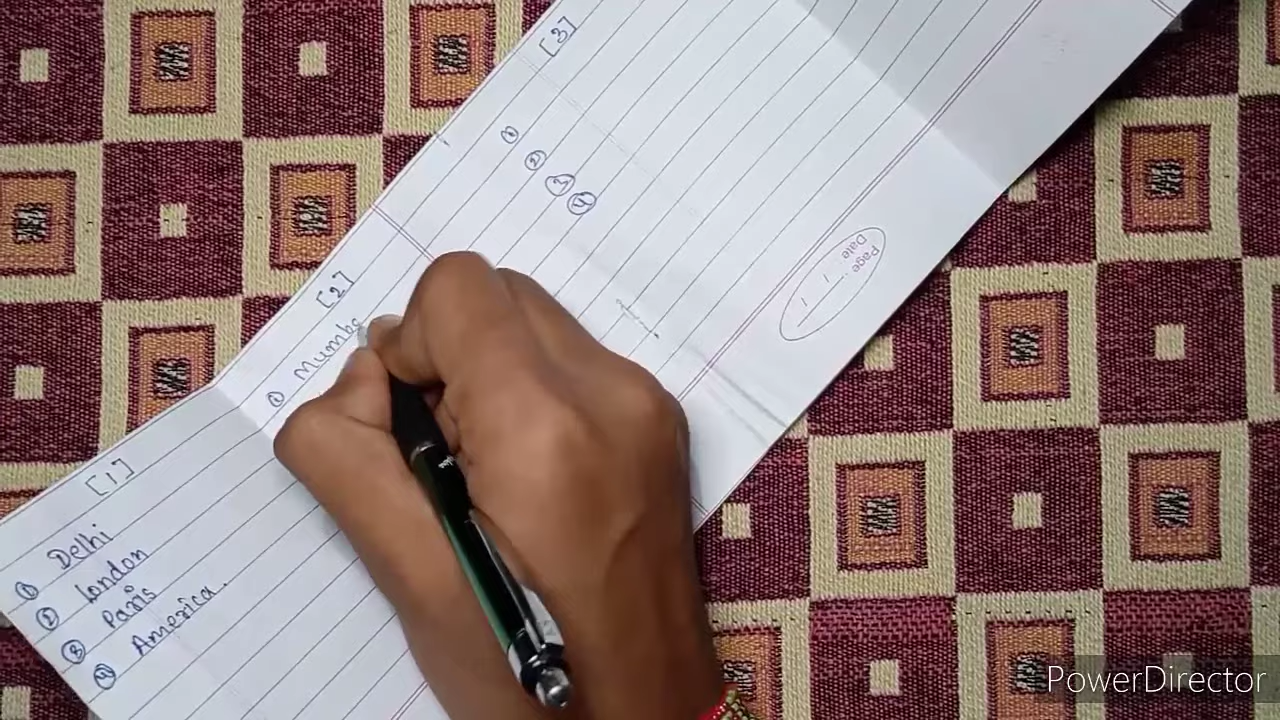 [1]
① Delhi
② London
③ Paris
④ America.
[2]
① Mumba
[3]
①
②
③
④
Page
Date
PowerDirector